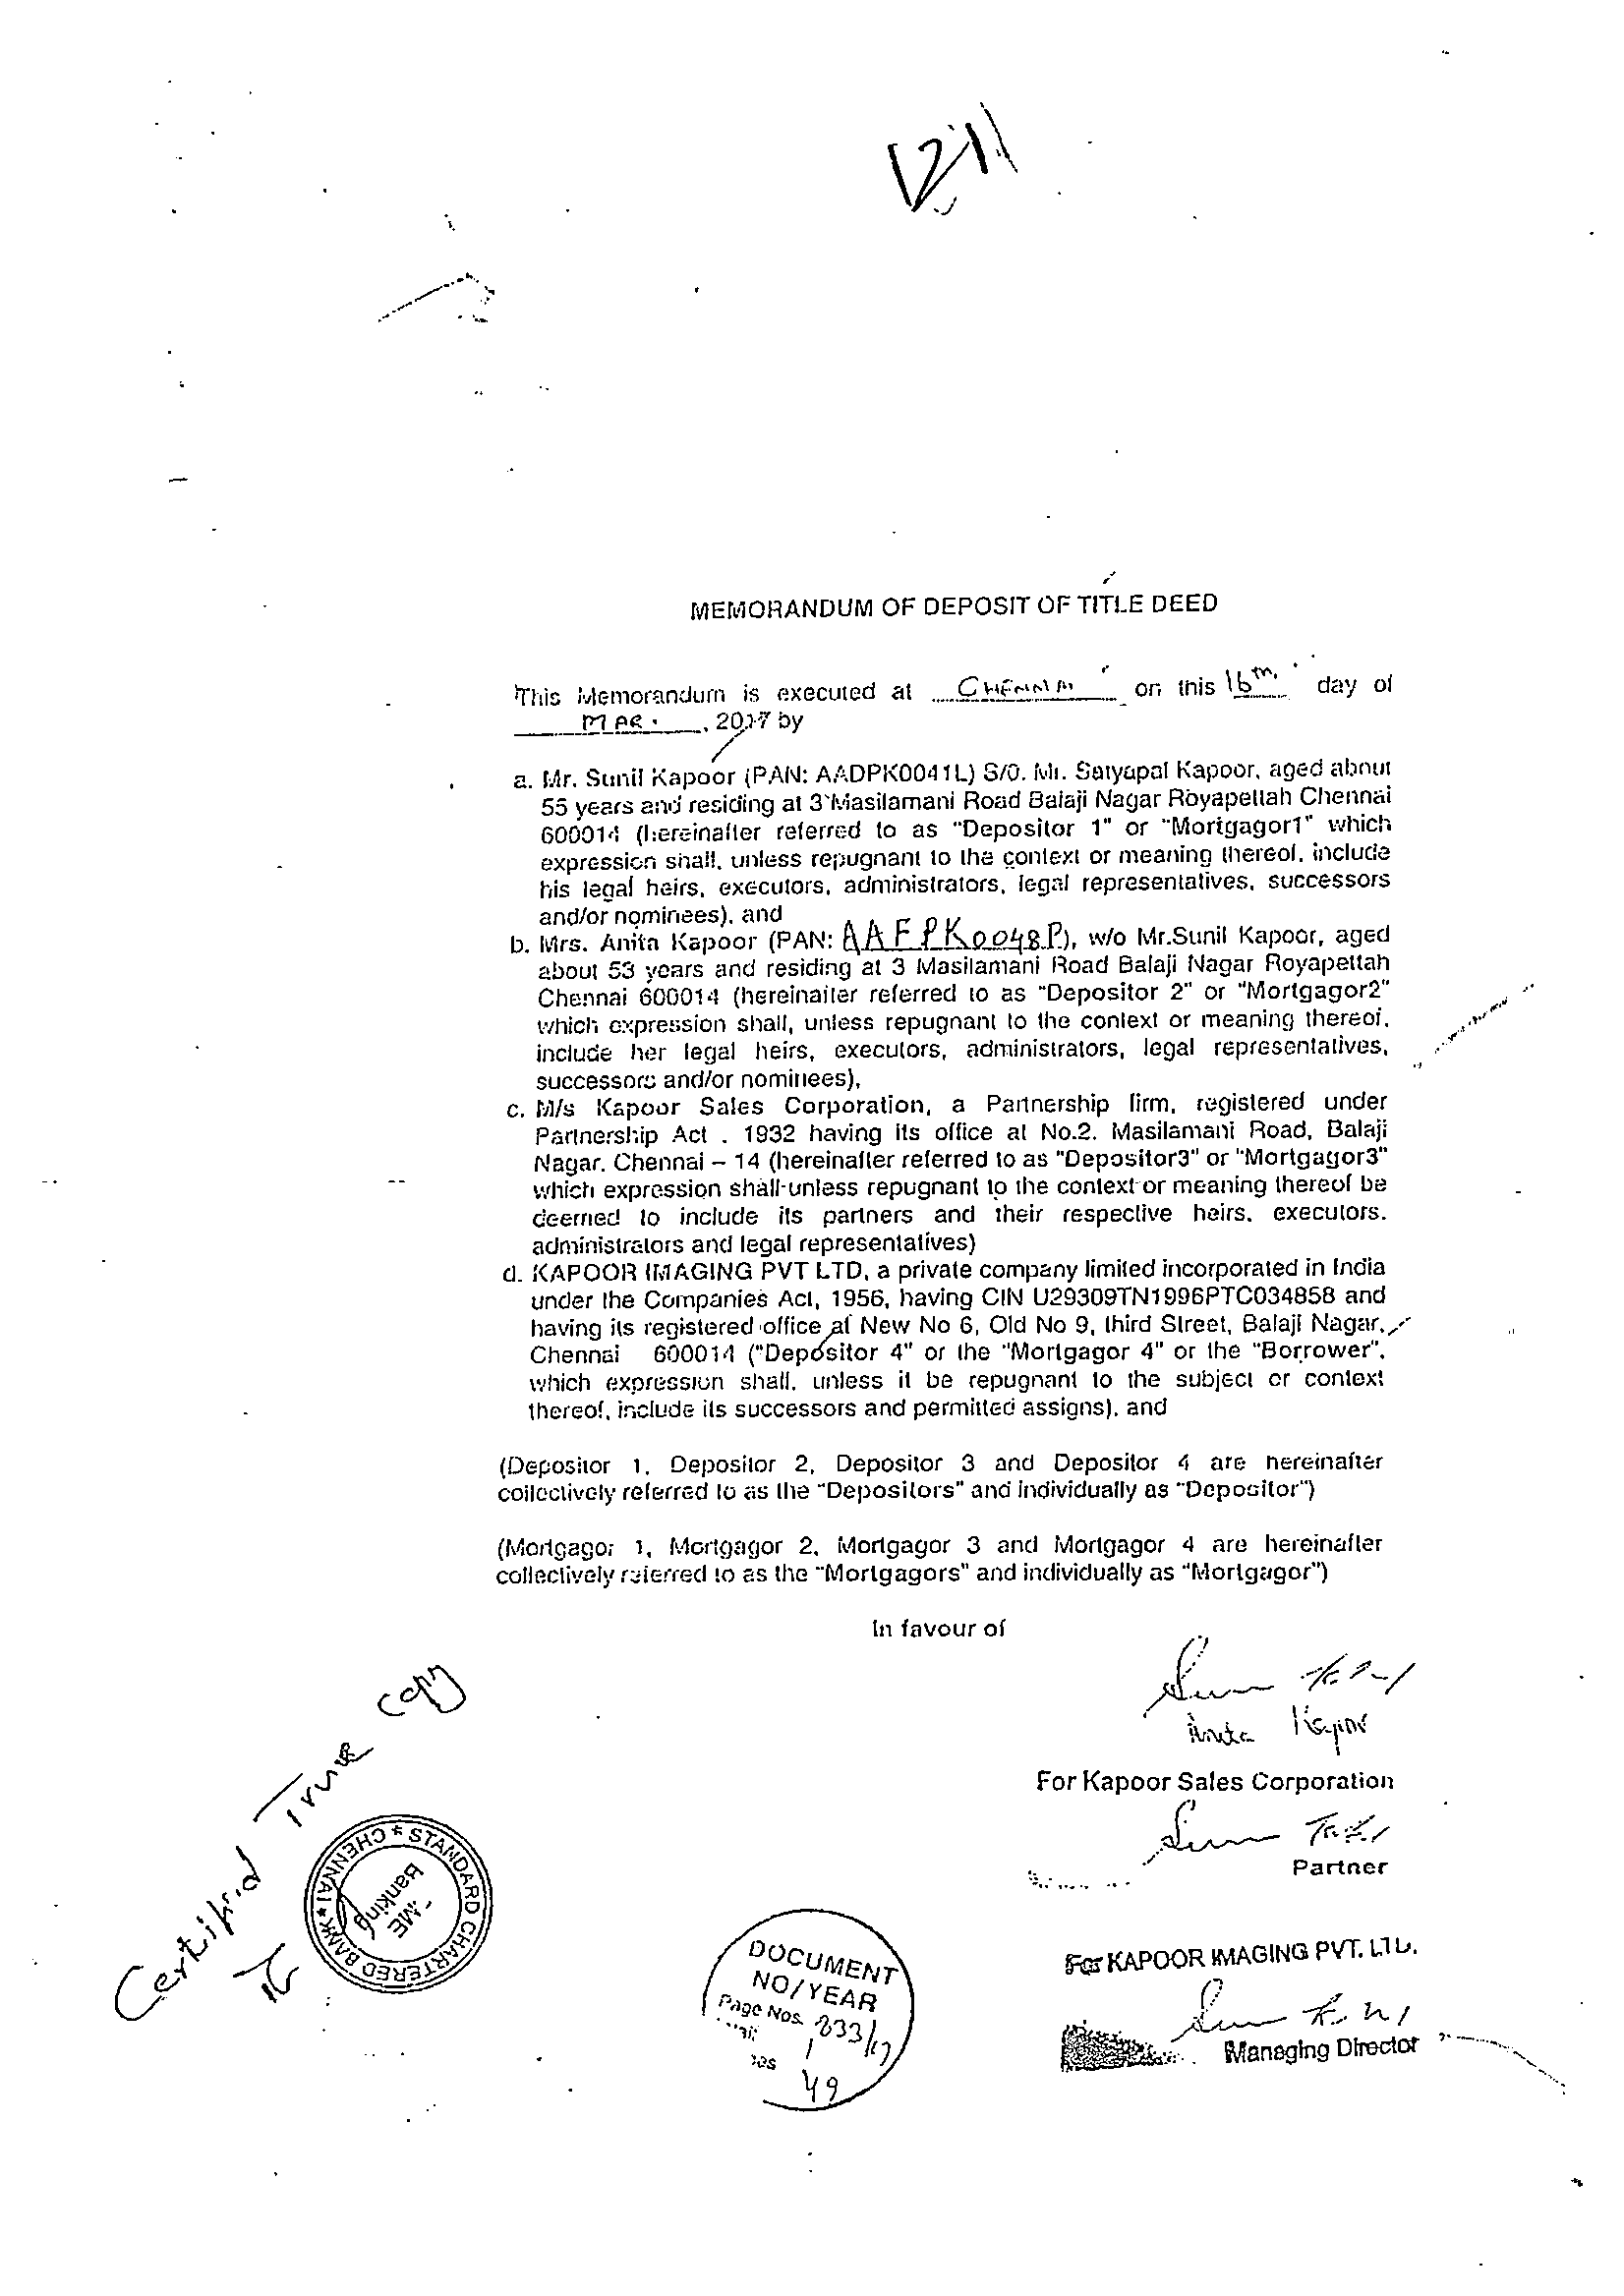 MEMORANDUM OF DEPOSIT OF TITLE DEED
This Memorandum is executed at CHENNAI on this 16th day of
MAR. , 2017 by
a. Mr. Sunil Kapoor (PAN: AADPK0041L) S/O. Mr. Satyapal Kapoor, aged about
55 years and residing at 3 Masilamani Road Balaji Nagar Royapettah Chennai
600014 (hereinafter referred to as "Depositor 1" or "Mortgagor1" which
expression shall, unless repugnant to the context or meaning thereof, include
his legal heirs, executors, administrators, legal representatives, successors
and/or nominees), and
b. Mrs. Anita Kapoor (PAN: AAFPK0048P), w/o Mr.Sunil Kapoor, aged
about 53 years and residing at 3 Masilamani Road Balaji Nagar Royapettah
Chennai 600014 (hereinafter referred to as "Depositor 2" or "Mortgagor2"
which expression shall, unless repugnant to the context or meaning thereof,
include her legal heirs, executors, administrators, legal representatives,
successors and/or nominees),
c. M/s Kapoor Sales Corporation, a Partnership firm, registered under
Partnership Act . 1932 having its office at No.2. Masilamani Road, Balaji
Nagar. Chennai – 14 (hereinafter referred to as "Depositor3" or "Mortgagor3"
which expression shall unless repugnant to the context or meaning thereof be
deemed to include its partners and their respective heirs, executors.
administrators and legal representatives)
d. KAPOOR IMAGING PVT LTD, a private company limited incorporated in India
under the Companies Act, 1956, having CIN U29309TN1996PTC034858 and
having its registered office at New No 6, Old No 9, third Street, Balaji Nagar,
Chennai 600014 ("Depositor 4" or the "Mortgagor 4" or the "Borrower",
which expression shall, unless it be repugnant to the subject or context
thereof, include its successors and permitted assigns), and
(Depositor 1, Depositor 2, Depositor 3 and Depositor 4 are hereinafter
collectively referred to as the "Depositors" and individually as "Depositor")
(Mortgagor 1, Mortgagor 2, Mortgagor 3 and Mortgagor 4 are hereinafter
collectively referred to as the "Mortgagors" and individually as "Mortgagor")
In favour of
Anita Kapoor
For Kapoor Sales Corporation
Partner
For KAPOOR IMAGING PVT. LTD.
Managing Director
Certified True Copy
STANDARD CHARTERED BANK * CHENNAI *
ME
Banking
DOCUMENT
NO/YEAR
Page Nos. 833/17
1
49